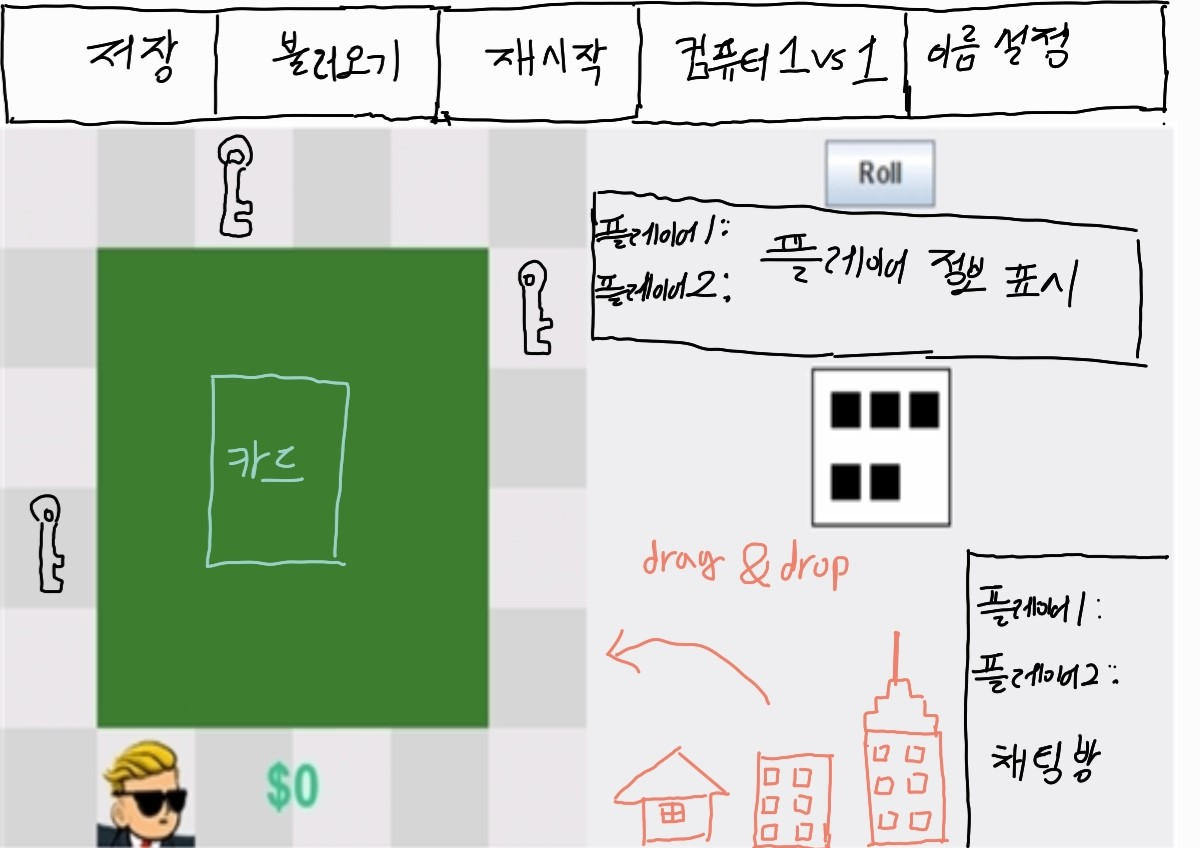 저장 불러오기 재시작 컴퓨터 1 vs 1 이름 설정
Roll
플레이어1:
플레이어2:
플레이어 정보 표시
카드
drag & drop
플레이어1:
플레이어2:
채팅방
$0